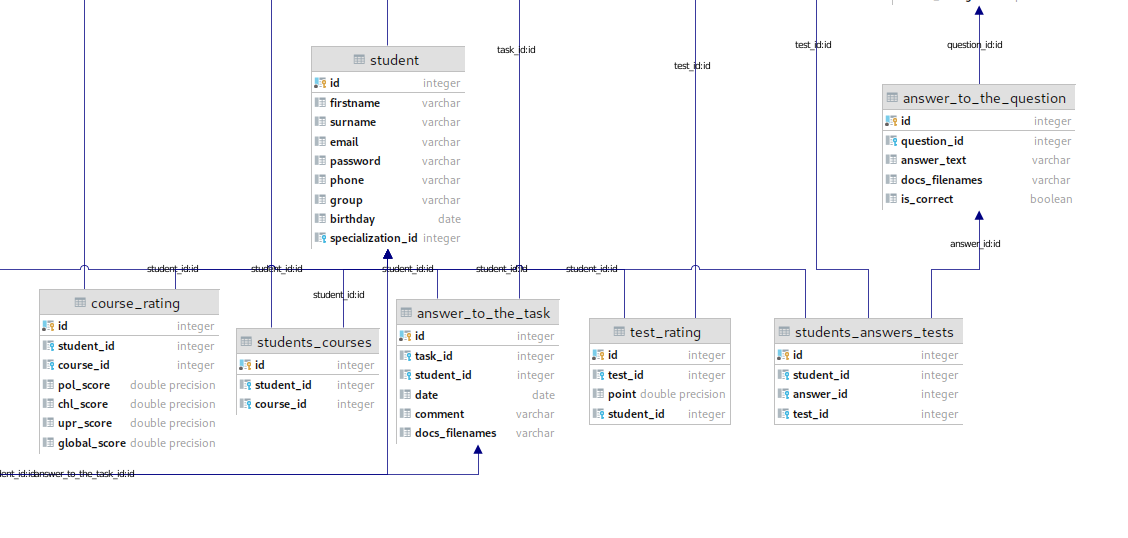 task_id:id
test_id:id
test_id:id
question_id:id
student
id integer
firstname varchar
surname varchar
email varchar
password varchar
phone varchar
group varchar
birthday date
specialization_id integer
answer_to_the_question
id integer
question_id integer
answer_text varchar
docs_filenames varchar
is_correct boolean
answer_id:id
student_id:id
student_id:id
student_id:id
student_id:id
student_id:id
student_id:id
course_rating
id integer
student_id integer
course_id integer
pol_score double precision
chl_score double precision
upr_score double precision
global_score double precision
students_courses
id integer
student_id integer
course_id integer
answer_to_the_task
id integer
task_id integer
student_id integer
date date
comment varchar
docs_filenames varchar
test_rating
id integer
test_id integer
point double precision
student_id integer
students_answers_tests
id integer
student_id integer
answer_id integer
test_id integer
answer_to_the_task_id:id